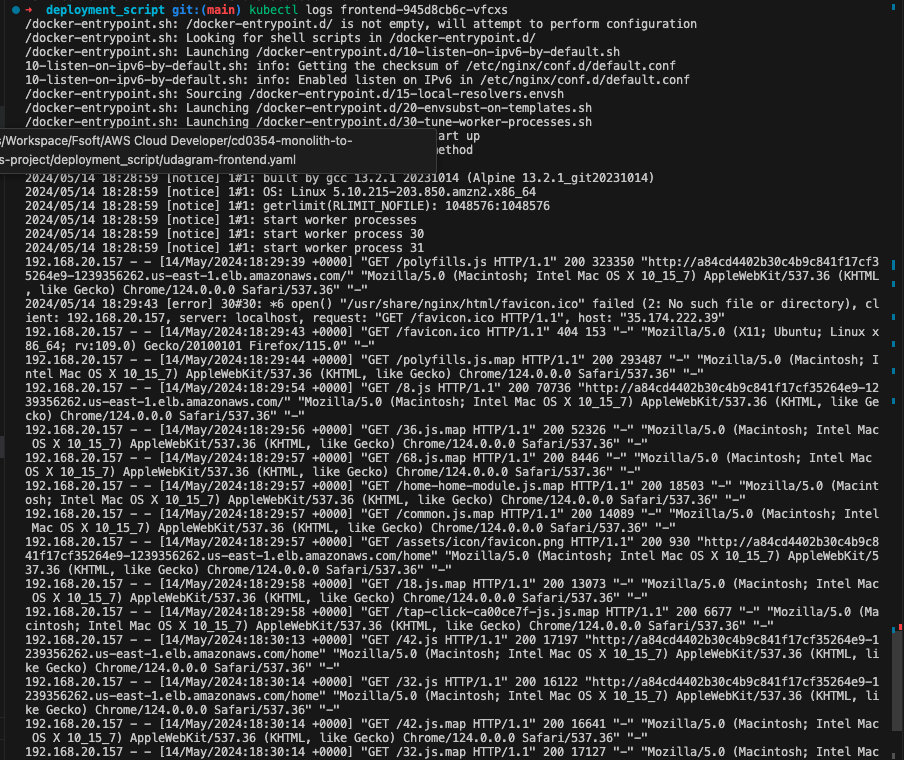 ➜ deployment_script git:(main) kubectl logs frontend-945d8cb6c-vfcxs
/docker-entrypoint.sh: /docker-entrypoint.d/ is not empty, will attempt to perform configuration
/docker-entrypoint.sh: Looking for shell scripts in /docker-entrypoint.d/
/docker-entrypoint.sh: Launching /docker-entrypoint.d/10-listen-on-ipv6-by-default.sh
10-listen-on-ipv6-by-default.sh: info: Getting the checksum of /etc/nginx/conf.d/default.conf
10-listen-on-ipv6-by-default.sh: info: Enabled listen on IPv6 in /etc/nginx/conf.d/default.conf
/docker-entrypoint.sh: Sourcing /docker-entrypoint.d/15-local-resolvers.envsh
/docker-entrypoint.sh: Launching /docker-entrypoint.d/20-envsubst-on-templates.sh
/docker-entrypoint.sh: Launching /docker-entrypoint.d/30-tune-worker-processes.sh
s/Workspace/Fsoft/AWS Cloud Developer/cd0354-monolith-to-
s-project/deployment_script/udagram-frontend.yaml
art up
ethod
2024/05/14 18:28:59 [notice] 1#1: built by gcc 13.2.1 20231014 (Alpine 13.2.1_git20231014)
2024/05/14 18:28:59 [notice] 1#1: OS: Linux 5.10.215-203.850.amzn2.x86_64
2024/05/14 18:28:59 [notice] 1#1: getrlimit(RLIMIT_NOFILE): 1048576:1048576
2024/05/14 18:28:59 [notice] 1#1: start worker processes
2024/05/14 18:28:59 [notice] 1#1: start worker process 30
2024/05/14 18:28:59 [notice] 1#1: start worker process 31
192.168.20.157 - - [14/May/2024:18:29:39 +0000] "GET /polyfills.js HTTP/1.1" 200 323350 "http://a84cd4402b30c4b9c841f17cf3
5264e9-1239356262.us-east-1.elb.amazonaws.com/" "Mozilla/5.0 (Macintosh; Intel Mac OS X 10_15_7) AppleWebKit/537.36 (KHTML
, like Gecko) Chrome/124.0.0.0 Safari/537.36" "-"
2024/05/14 18:29:43 [error] 30#30: *6 open() "/usr/share/nginx/html/favicon.ico" failed (2: No such file or directory), cl
ient: 192.168.20.157, server: localhost, request: "GET /favicon.ico HTTP/1.1", host: "35.174.222.39"
192.168.20.157 - - [14/May/2024:18:29:43 +0000] "GET /favicon.ico HTTP/1.1" 404 153 "-" "Mozilla/5.0 (X11; Ubuntu; Linux x
86_64; rv:109.0) Gecko/20100101 Firefox/115.0" "-"
192.168.20.157 - - [14/May/2024:18:29:44 +0000] "GET /polyfills.js.map HTTP/1.1" 200 293487 "-" "Mozilla/5.0 (Macintosh; I
ntel Mac OS X 10_15_7) AppleWebKit/537.36 (KHTML, like Gecko) Chrome/124.0.0.0 Safari/537.36" "-"
192.168.20.157 - - [14/May/2024:18:29:54 +0000] "GET /8.js HTTP/1.1" 200 70736 "http://a84cd4402b30c4b9c841f17cf35264e9-12
39356262.us-east-1.elb.amazonaws.com/" "Mozilla/5.0 (Macintosh; Intel Mac OS X 10_15_7) AppleWebKit/537.36 (KHTML, like Ge
cko) Chrome/124.0.0.0 Safari/537.36" "-"
192.168.20.157 - - [14/May/2024:18:29:56 +0000] "GET /36.js.map HTTP/1.1" 200 52326 "-" "Mozilla/5.0 (Macintosh; Intel Mac
OS X 10_15_7) AppleWebKit/537.36 (KHTML, like Gecko) Chrome/124.0.0.0 Safari/537.36" "-"
192.168.20.157 - - [14/May/2024:18:29:57 +0000] "GET /68.js.map HTTP/1.1" 200 8446 "-" "Mozilla/5.0 (Macintosh; Intel Mac
OS X 10_15_7) AppleWebKit/537.36 (KHTML, like Gecko) Chrome/124.0.0.0 Safari/537.36" "-"
192.168.20.157 - - [14/May/2024:18:29:57 +0000] "GET /home-home-module.js.map HTTP/1.1" 200 18503 "-" "Mozilla/5.0 (Macint
osh; Intel Mac OS X 10_15_7) AppleWebKit/537.36 (KHTML, like Gecko) Chrome/124.0.0.0 Safari/537.36" "-"
192.168.20.157 - - [14/May/2024:18:29:57 +0000] "GET /common.js.map HTTP/1.1" 200 14089 "-" "Mozilla/5.0 (Macintosh; Intel
Mac OS X 10_15_7) AppleWebKit/537.36 (KHTML, like Gecko) Chrome/124.0.0.0 Safari/537.36" "-"
192.168.20.157 - - [14/May/2024:18:29:57 +0000] "GET /assets/icon/favicon.png HTTP/1.1" 200 930 "http://a84cd4402b30c4b9c8
41f17cf35264e9-1239356262.us-east-1.elb.amazonaws.com/home" "Mozilla/5.0 (Macintosh; Intel Mac OS X 10_15_7) AppleWebKit/5
37.36 (KHTML, like Gecko) Chrome/124.0.0.0 Safari/537.36" "-"
192.168.20.157 - - [14/May/2024:18:29:58 +0000] "GET /18.js.map HTTP/1.1" 200 13073 "-" "Mozilla/5.0 (Macintosh; Intel Mac
OS X 10_15_7) AppleWebKit/537.36 (KHTML, like Gecko) Chrome/124.0.0.0 Safari/537.36" "-"
192.168.20.157 - - [14/May/2024:18:29:58 +0000] "GET /tap-click-ca00ce7f-js.js.map HTTP/1.1" 200 6677 "-" "Mozilla/5.0 (Ma
cintosh; Intel Mac OS X 10_15_7) AppleWebKit/537.36 (KHTML, like Gecko) Chrome/124.0.0.0 Safari/537.36" "-"
192.168.20.157 - - [14/May/2024:18:30:13 +0000] "GET /42.js HTTP/1.1" 200 17197 "http://a84cd4402b30c4b9c841f17cf35264e9-1
239356262.us-east-1.elb.amazonaws.com/home" "Mozilla/5.0 (Macintosh; Intel Mac OS X 10_15_7) AppleWebKit/537.36 (KHTML, li
ke Gecko) Chrome/124.0.0.0 Safari/537.36" "-"
192.168.20.157 - - [14/May/2024:18:30:14 +0000] "GET /32.js HTTP/1.1" 200 16122 "http://a84cd4402b30c4b9c841f17cf35264e9-1
239356262.us-east-1.elb.amazonaws.com/home" "Mozilla/5.0 (Macintosh; Intel Mac OS X 10_15_7) AppleWebKit/537.36 (KHTML, li
ke Gecko) Chrome/124.0.0.0 Safari/537.36" "-"
192.168.20.157 - - [14/May/2024:18:30:14 +0000] "GET /42.js.map HTTP/1.1" 200 16641 "-" "Mozilla/5.0 (Macintosh; Intel Mac
OS X 10_15_7) AppleWebKit/537.36 (KHTML, like Gecko) Chrome/124.0.0.0 Safari/537.36" "-"
192.168.20.157 - - [14/May/2024:18:30:14 +0000] "GET /32.js.map HTTP/1.1" 200 17127 "-" "Mozilla/5.0 (Macintosh; Intel Mac